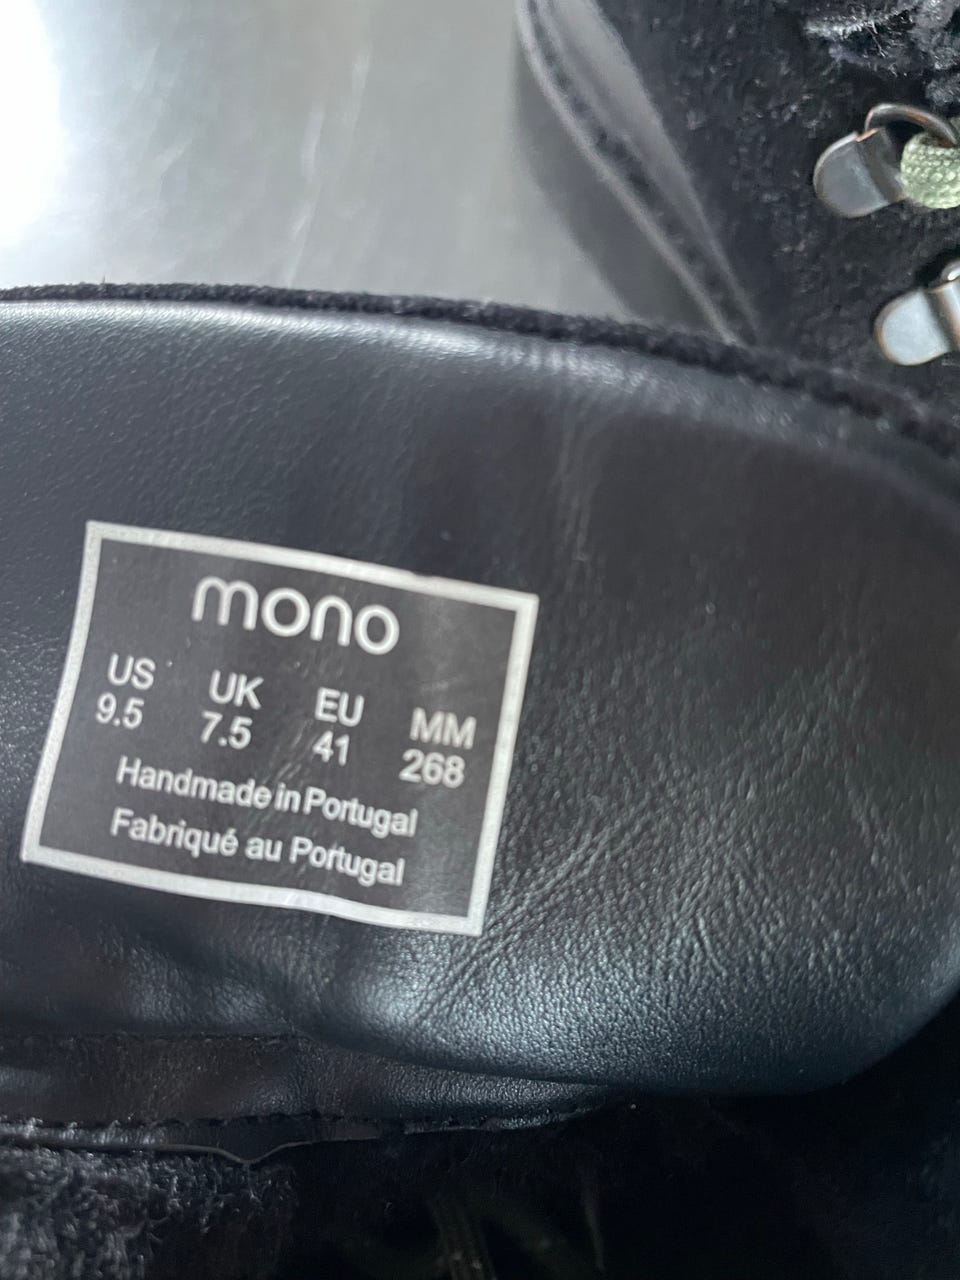 mono
US UK EU MM
9.5 7.5 41 268
Handmade in Portugal
Fabriqué au Portugal